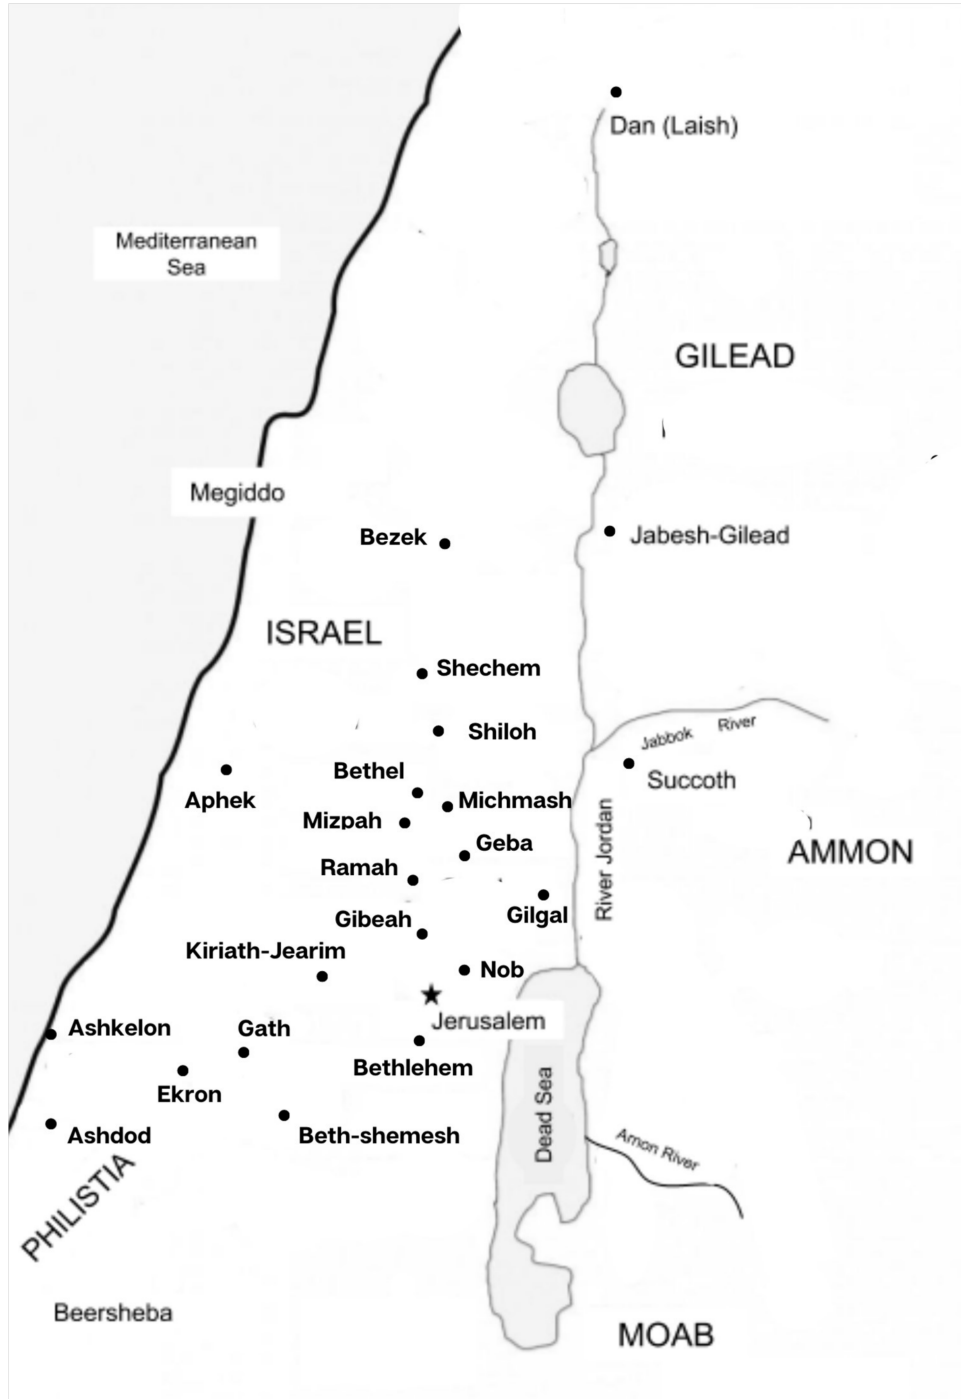 Dan (Laish)
Mediterranean
Sea
GILEAD
Megiddo
Bezek
Jabesh-Gilead
ISRAEL
Shechem
Shiloh
Jabbok River
Bethel
Succoth
Aphek
Michmash
Mizpah
Geba
AMMON
River Jordan
Ramah
Gilgal
Gibeah
Kiriath-Jearim
Nob
Jerusalem
Ashkelon
Gath
Bethlehem
Ekron
Dead Sea
Ashdod
Beth-shemesh
Arnon River
PHILISTIA
Beersheba
MOAB